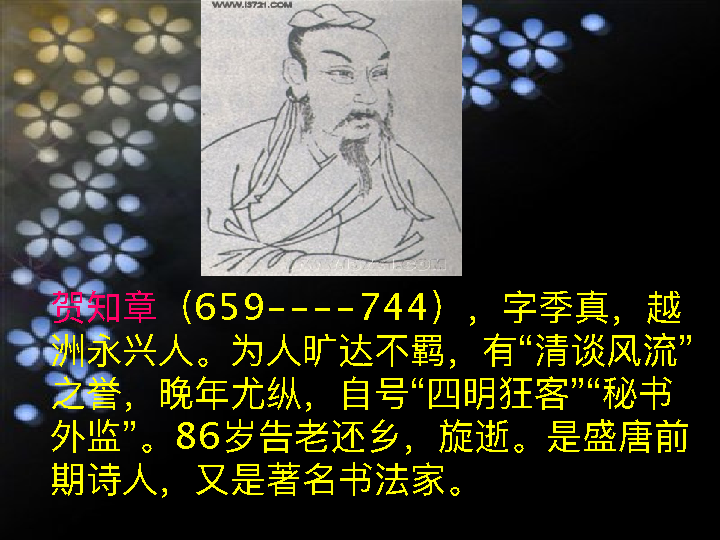 WWW.IS721.COM
贺知章（659----744），字季真，越
洲永兴人。为人旷达不羁，有“清谈风流”
之誉，晚年尤纵，自号“四明狂客”“秘书
外监”。86岁告老还乡，旋逝。是盛唐前
期诗人，又是著名书法家。